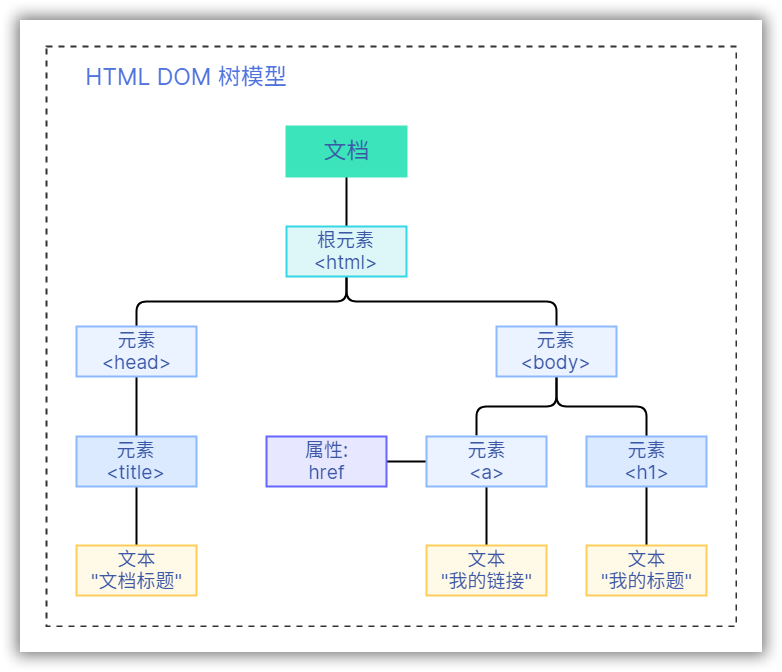 HTML DOM 树模型
文档
根元素
<html>
元素
<head>
元素
<body>
元素
<title>
属性:
href
元素
<a>
元素
<h1>
文本
"文档标题"
文本
"我的链接"
文本
"我的标题"